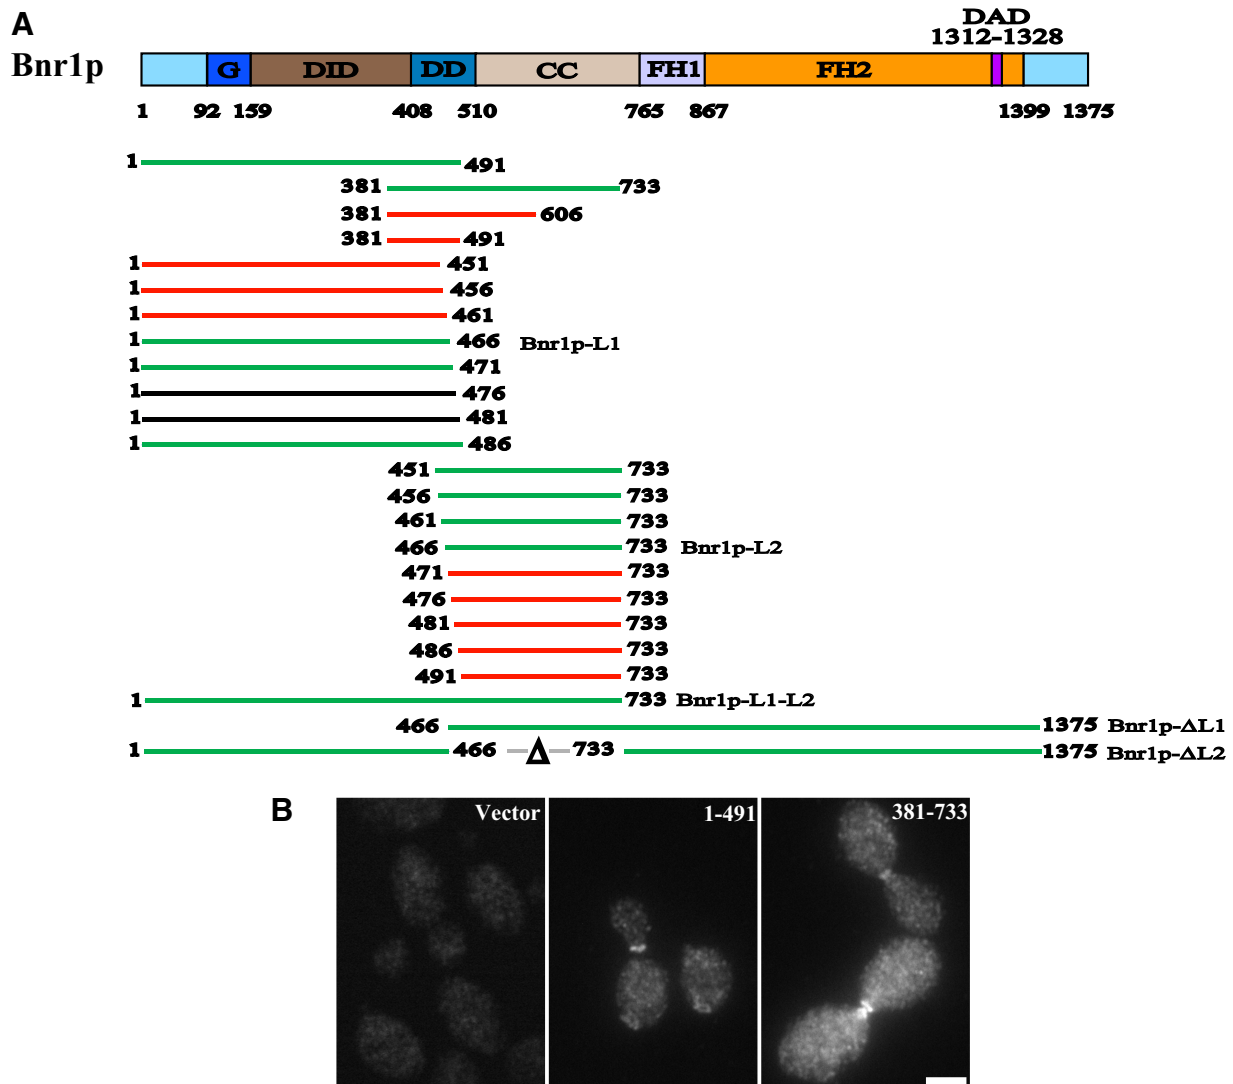 A
DAD
1312-1328
Bnr1p
G DID DD CC FH1 FH2
1 92 159 408 510 765 867 1399 1375
1 491
381 733
381 606
381 491
1 451
1 456
1 461
1 466 Bnr1p-L1
1 471
1 476
1 481
1 486
451 733
456 733
461 733
466 733 Bnr1p-L2
471 733
476 733
481 733
486 733
491 733
1 733 Bnr1p-L1-L2
466 1375 Bnr1p-ΔL1
1 466 Δ 733 1375 Bnr1p-ΔL2
B
Vector 1-491 381-733